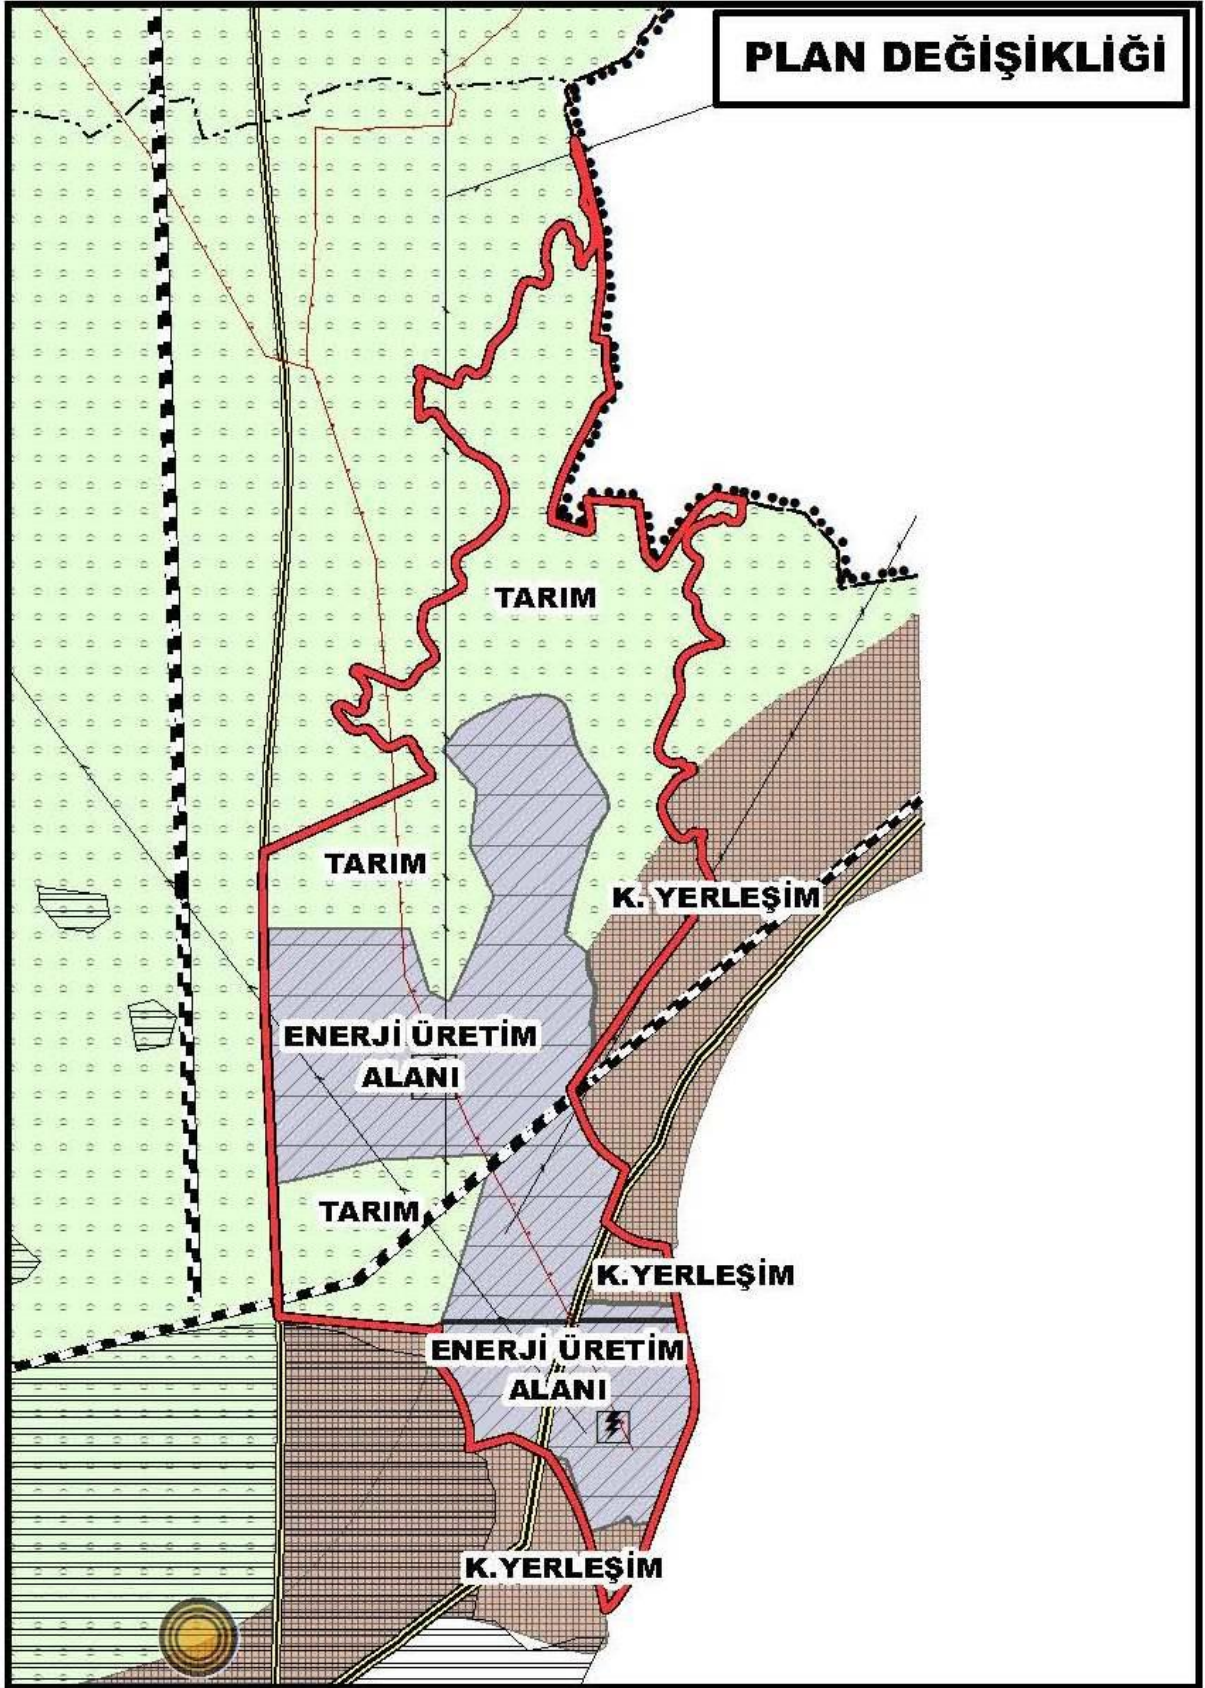 PLAN DEĞİŞİKLİĞİ
TARIM
TARIM
K. YERLEŞİM
ENERJİ ÜRETİM
ALANI
TARIM
K.YERLEŞİM
ENERJİ ÜRETİM
ALANI
K.YERLEŞİM